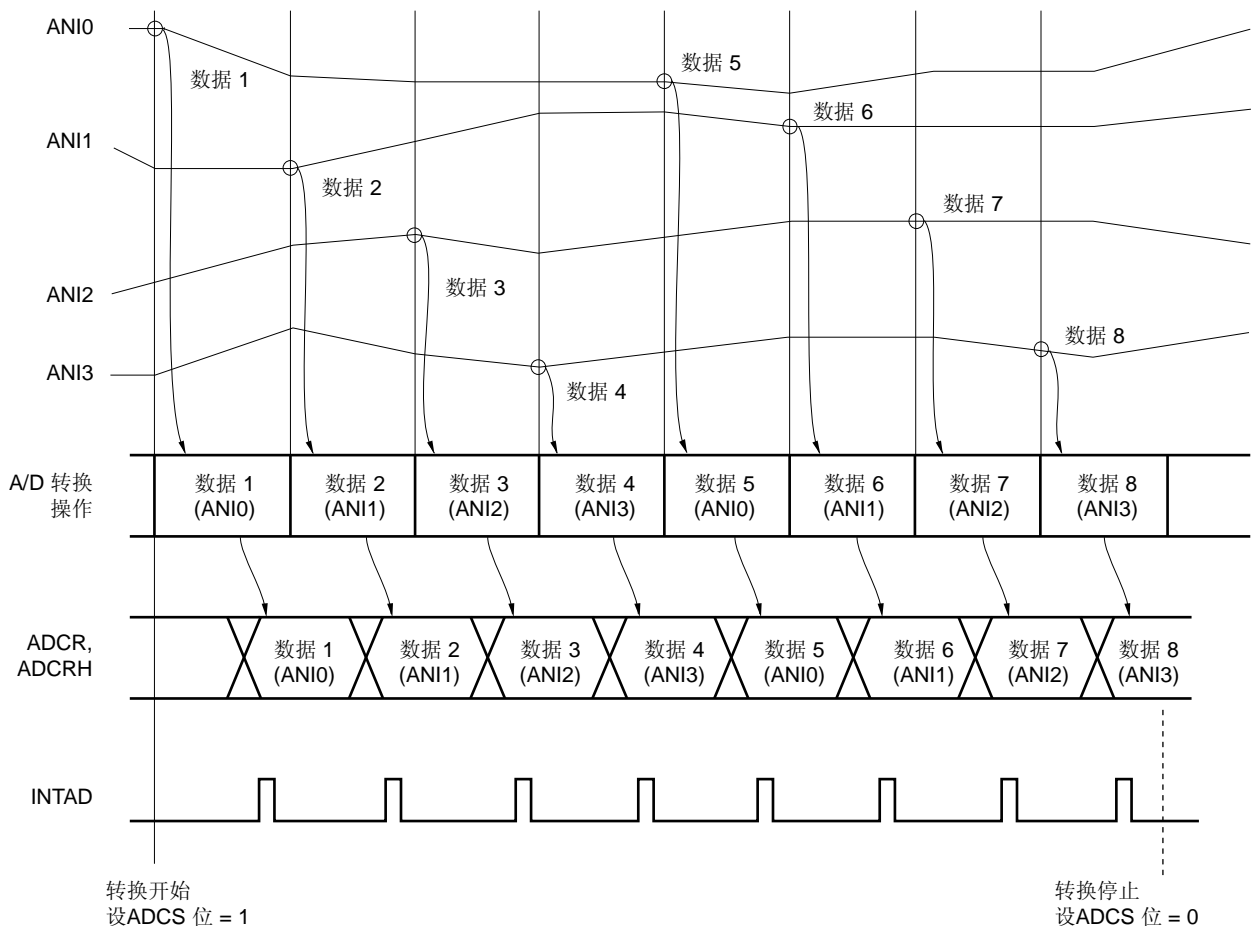 ANI0
数据 1
数据 5
数据 6
ANI1
数据 2
数据 7
ANI2
数据 3
数据 8
ANI3
数据 4
A/D 转换
操作
数据 1
(ANI0)
数据 2
(ANI1)
数据 3
(ANI2)
数据 4
(ANI3)
数据 5
(ANI0)
数据 6
(ANI1)
数据 7
(ANI2)
数据 8
(ANI3)
ADCR,
ADCRH
数据 1
(ANI0)
数据 2
(ANI1)
数据 3
(ANI2)
数据 4
(ANI3)
数据 5
(ANI0)
数据 6
(ANI1)
数据 7
(ANI2)
数据 8
(ANI3)
INTAD
转换开始
设ADCS 位 = 1
转换停止
设ADCS 位 = 0